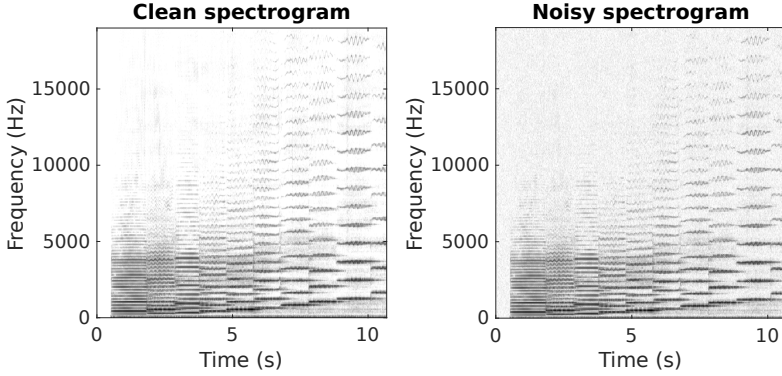 Clean spectrogram
Frequency (Hz)
15000
10000
5000
0
0 5 10
Time (s)
Noisy spectrogram
Frequency (Hz)
15000
10000
5000
0
0 5 10
Time (s)